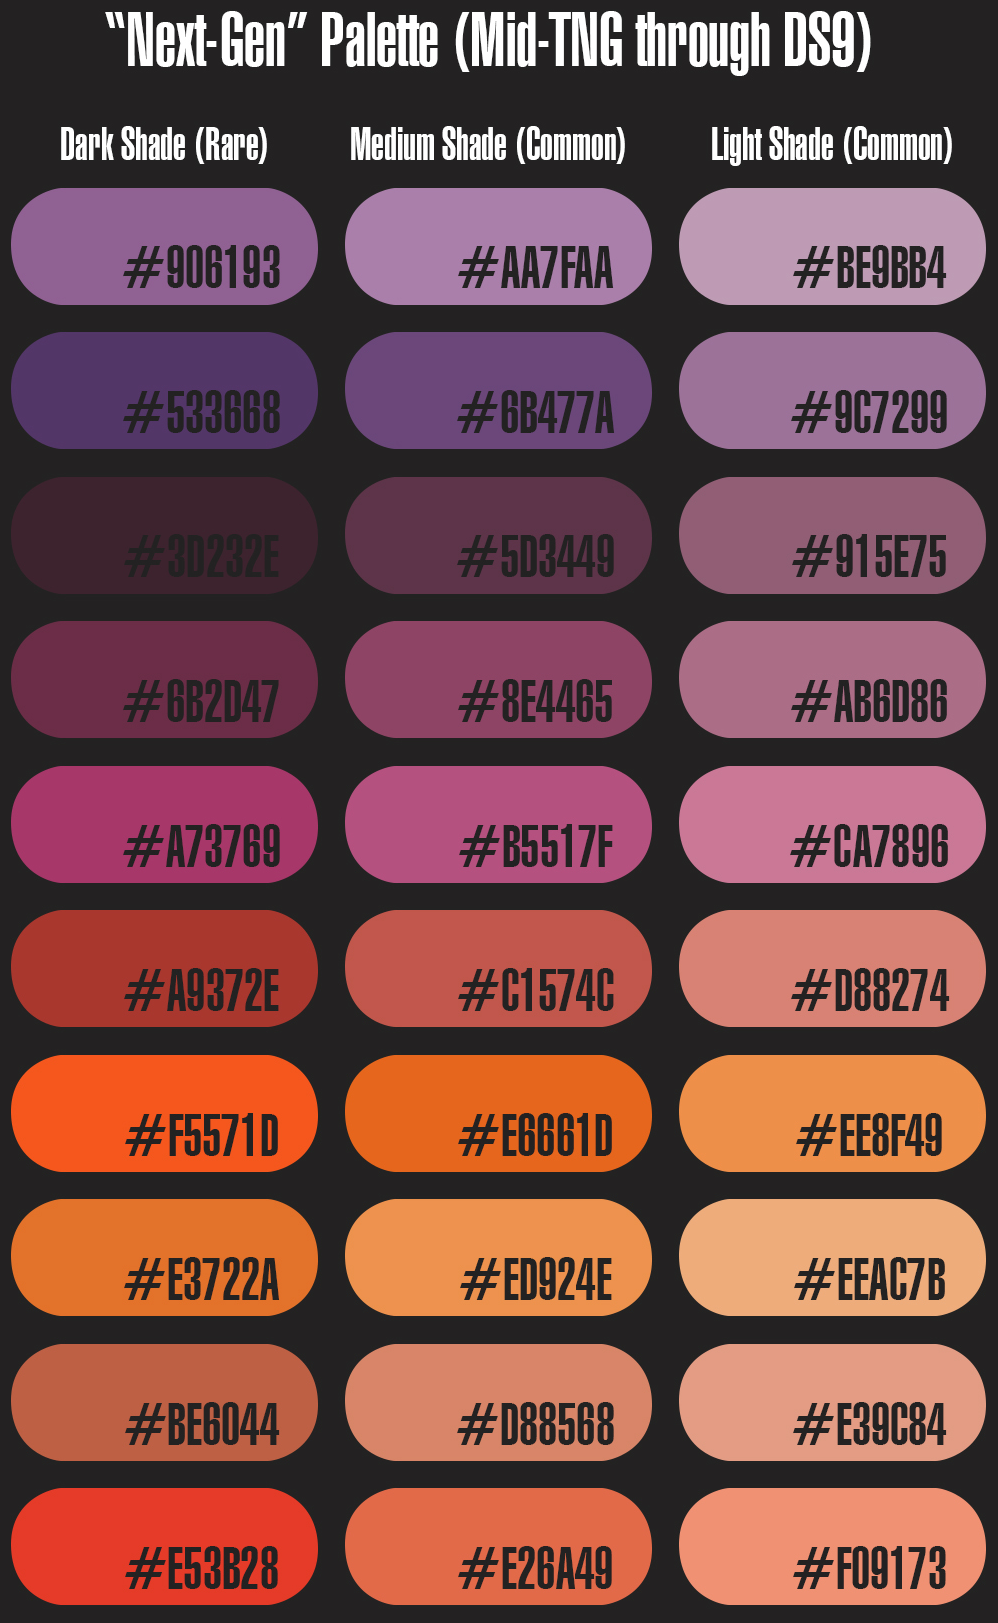 “Next-Gen” Palette (Mid-TNG through DS9)
Dark Shade (Rare) Medium Shade (Common) Light Shade (Common)
#906193 #AA7FAA #BE9BB4
#533668 #6B477A #9C7299
#3D232E #5D3449 #915E75
#6B2D47 #8E4465 #AB6D86
#A73769 #B5517F #CA7896
#A9372E #C1574C #D88274
#F5571D #E6661D #EE8F49
#E3722A #ED924E #EEAC7B
#BE6044 #D88568 #E39C84
#E53B28 #E26A49 #F09173